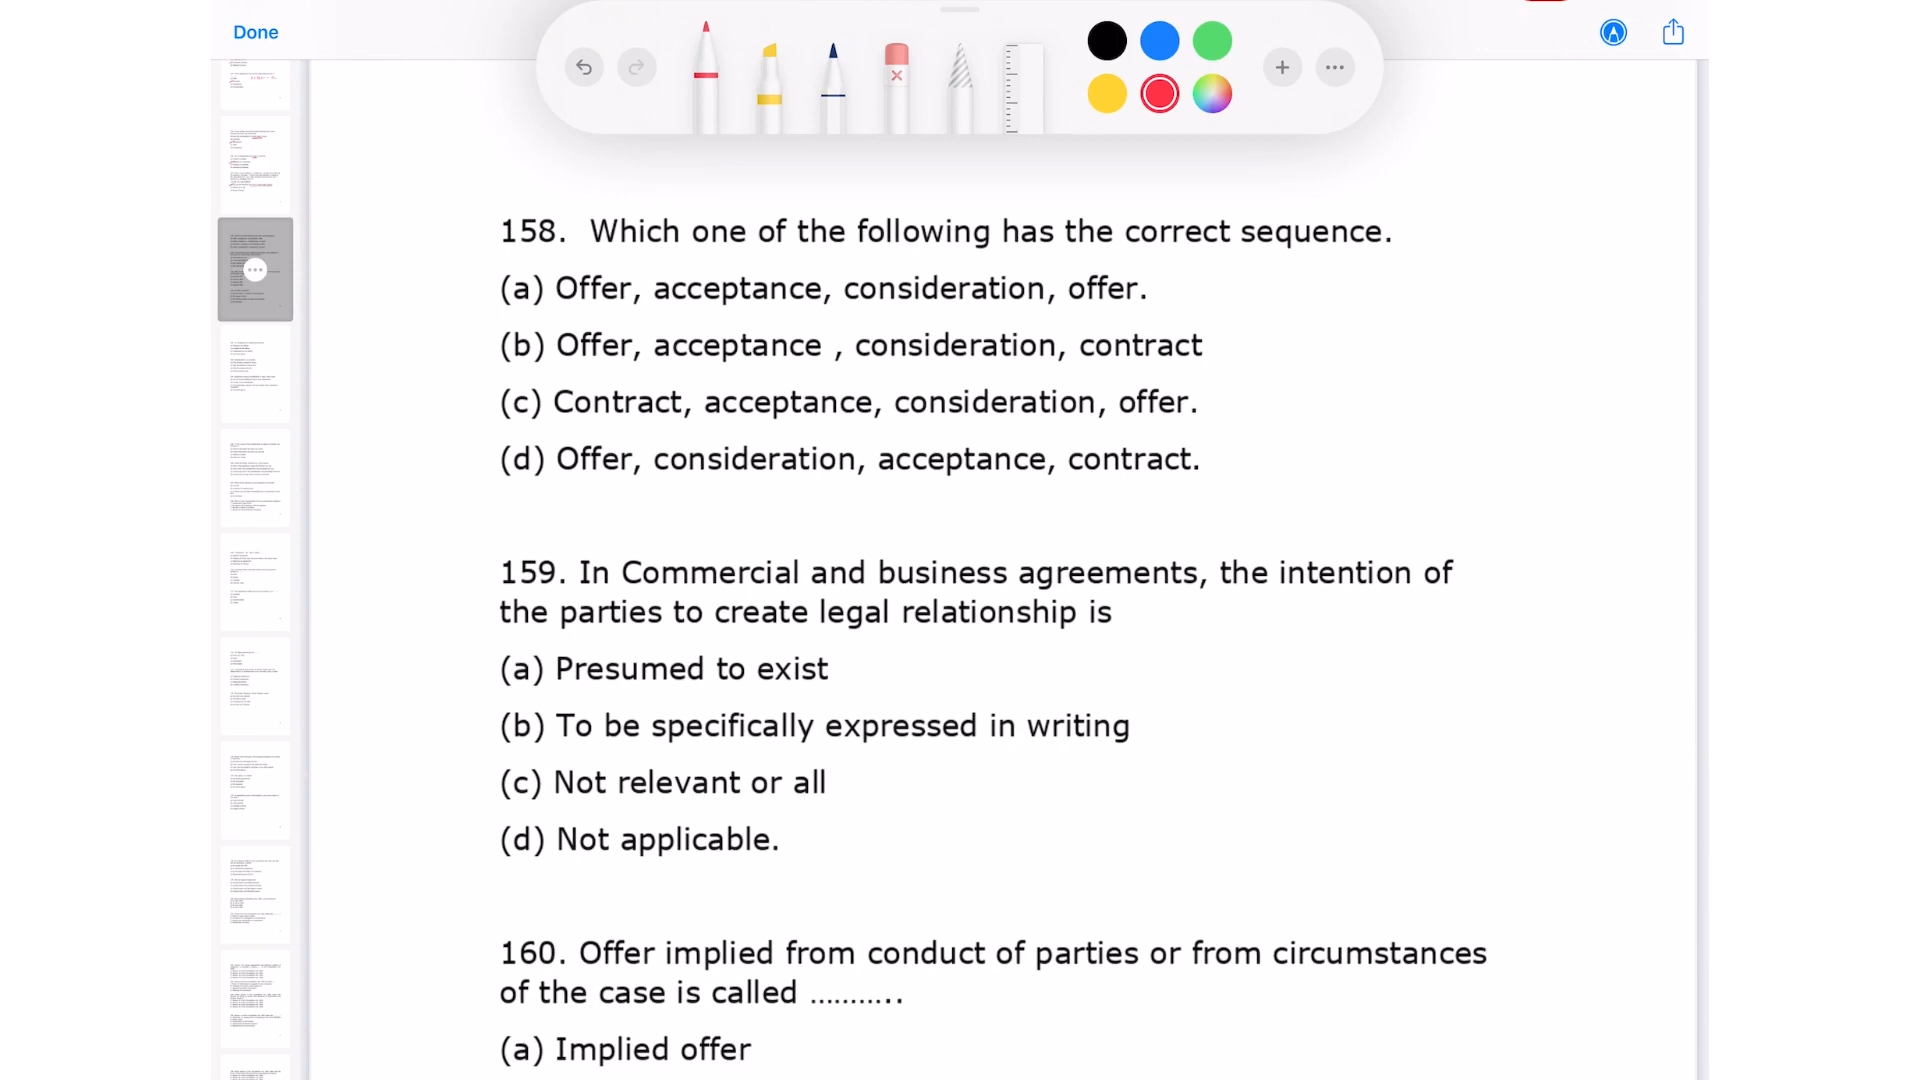 Done
158. Which one of the following has the correct sequence.
(a) Offer, acceptance, consideration, offer.
(b) Offer, acceptance , consideration, contract
(c) Contract, acceptance, consideration, offer.
(d) Offer, consideration, acceptance, contract.
159. In Commercial and business agreements, the intention of
the parties to create legal relationship is
(a) Presumed to exist
(b) To be specifically expressed in writing
(c) Not relevant or all
(d) Not applicable.
160. Offer implied from conduct of parties or from circumstances
of the case is called ………..
(a) Implied offer